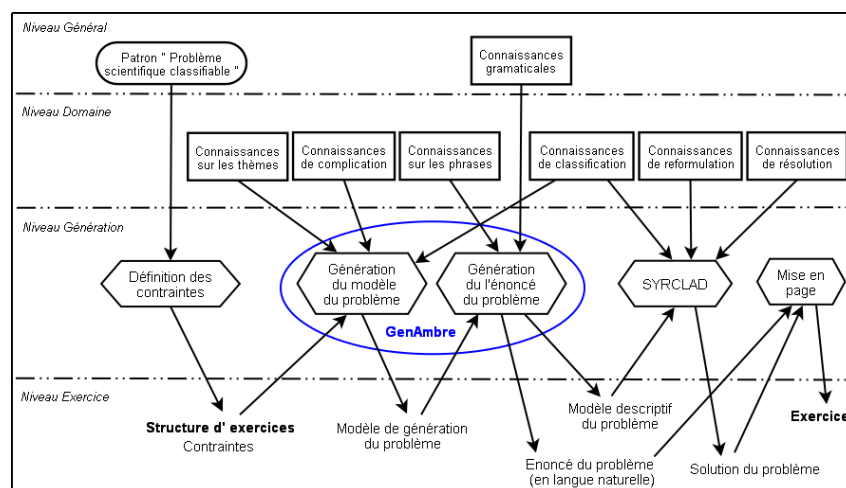 Niveau Général
Patron " Problème
scientifique classifiable "
Connaissances
gramaticales
Niveau Domaine
Connaissances
sur les thèmes
Connaissances
de complication
Connaissances
sur les phrases
Connaissances
de classification
Connaissances
de reformulation
Connaissances
de résolution
Niveau Génération
Définition des
contraintes
Génération
du modèle
du problème
Génération
du l'énoncé
du problème
SYRCLAD
Mise en
page
GenAmbre
Niveau Exercice
Structure d' exercices
Contraintes
Modèle de génération
du problème
Modèle descriptif
du problème
Exercice
Enoncé du problème
(en langue naturelle)
Solution du problème